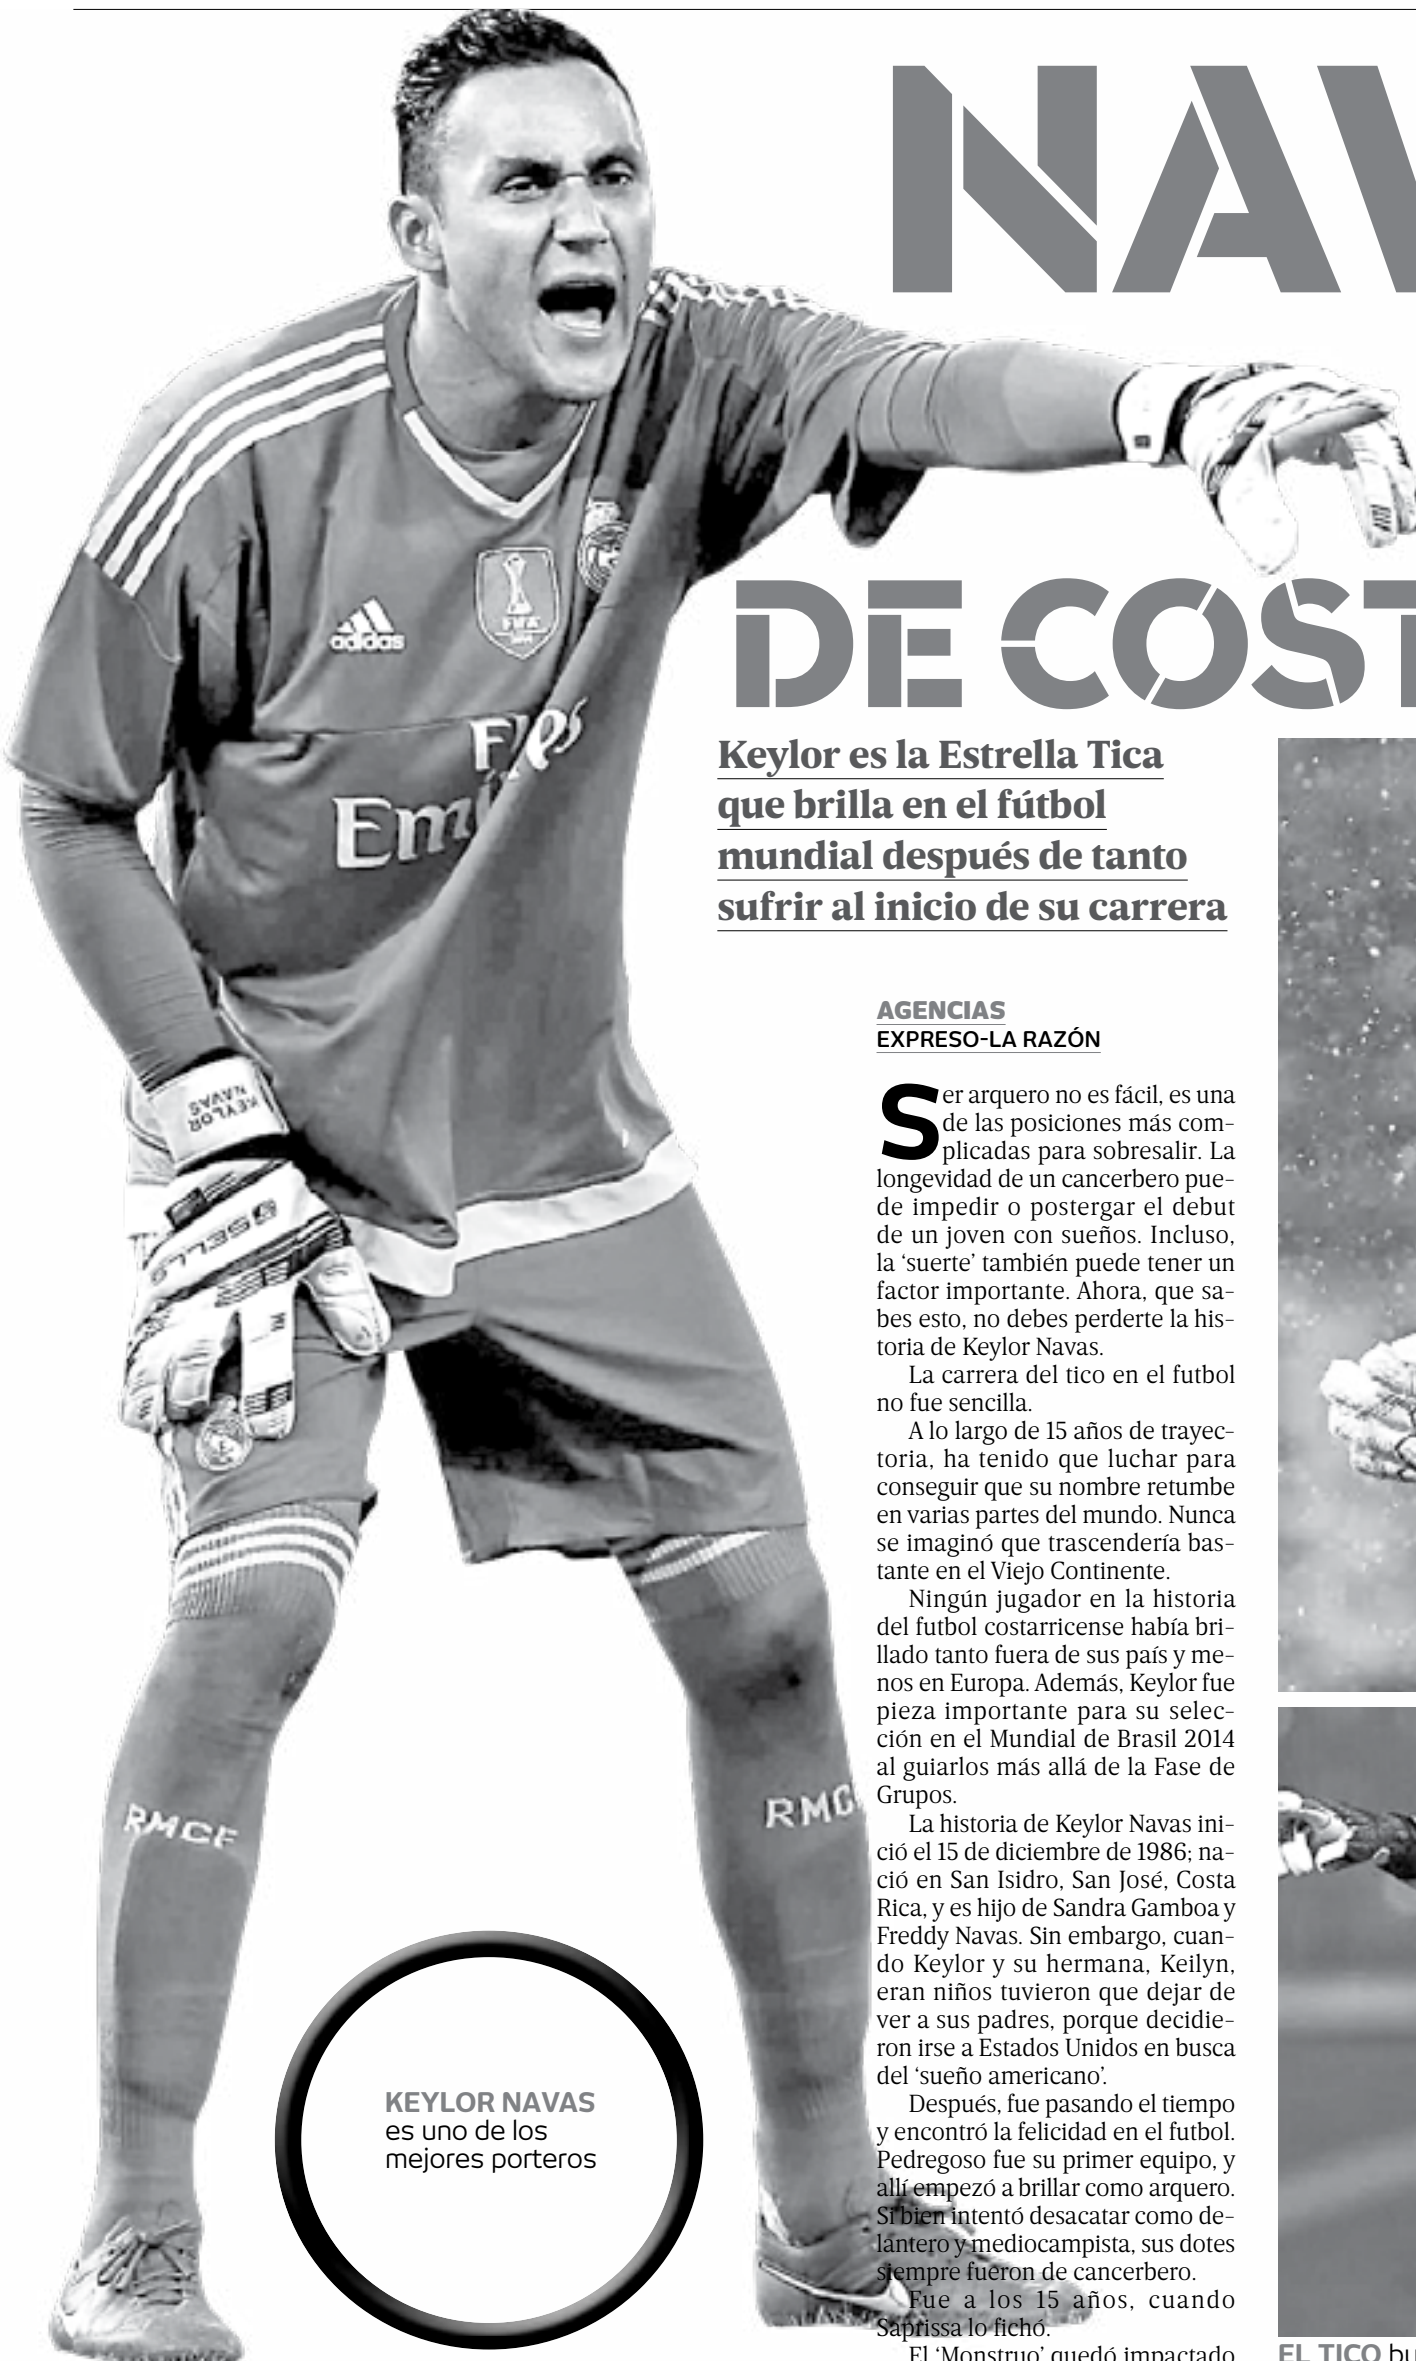 NAV
DE COST
Keylor es la Estrella Tica
que brilla en el fútbol
mundial después de tanto
sufrir al inicio de su carrera
AGENCIAS
EXPRESO-LA RAZÓN
Ser arquero no es fácil, es una
de las posiciones más com-
plicadas para sobresalir. La
longevidad de un cancerbero pue-
de impedir o postergar el debut
de un joven con sueños. Incluso,
la ‘suerte’ también puede tener un
factor importante. Ahora, que sa-
bes esto, no debes perderte la his-
toria de Keylor Navas.
La carrera del tico en el futbol
no fue sencilla.
A lo largo de 15 años de trayec-
toria, ha tenido que luchar para
conseguir que su nombre retumbe
en varias partes del mundo. Nunca
se imaginó que trascendería bas-
tante en el Viejo Continente.
Ningún jugador en la historia
del futbol costarricense había bri-
llado tanto fuera de sus país y me-
nos en Europa. Además, Keylor fue
pieza importante para su selec-
ción en el Mundial de Brasil 2014
al guiarlos más allá de la Fase de
Grupos.
La historia de Keylor Navas ini-
ció el 15 de diciembre de 1986; na-
ció en San Isidro, San José, Costa
Rica, y es hijo de Sandra Gamboa y
Freddy Navas. Sin embargo, cuan-
do Keylor y su hermana, Keilyn,
eran niños tuvieron que dejar de
ver a sus padres, porque decidie-
ron irse a Estados Unidos en busca
del ‘sueño americano’.
Después, fue pasando el tiempo
y encontró la felicidad en el futbol.
Pedregoso fue su primer equipo, y
allí empezó a brillar como arquero.
Si bien intentó desacatar como de-
lantero y mediocampista, sus dotes
siempre fueron de cancerbero.
Fue a los 15 años, cuando
Saprissa lo fichó.
El ‘Monstruo’ quedó impactado
KEYLOR NAVAS
es uno de los
mejores porteros
EL TICO bu
adidas
FIFA
Fly
Emi
es
KEYLOR
NAVAS
SELLS
RMCF
RMC